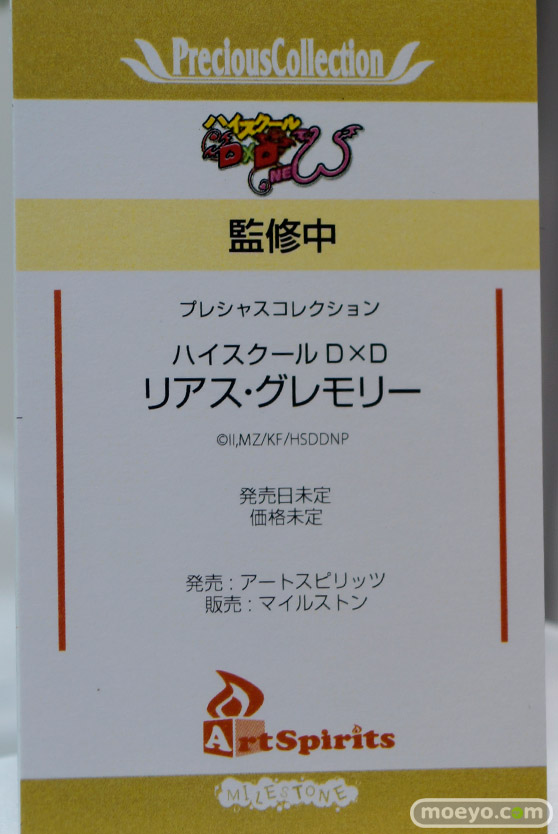 PreciousCollection
ハイスクール
D×D
NEW
監修中
プレシャスコレクション
ハイスクール D×D
リアス・グレモリー
©II,MZ/KF/HSDDNP
発売日未定
価格未定
発売 : アートスピリッツ
販売 : マイルストン
ArtSpirits
MILESTONE
moeyo.com